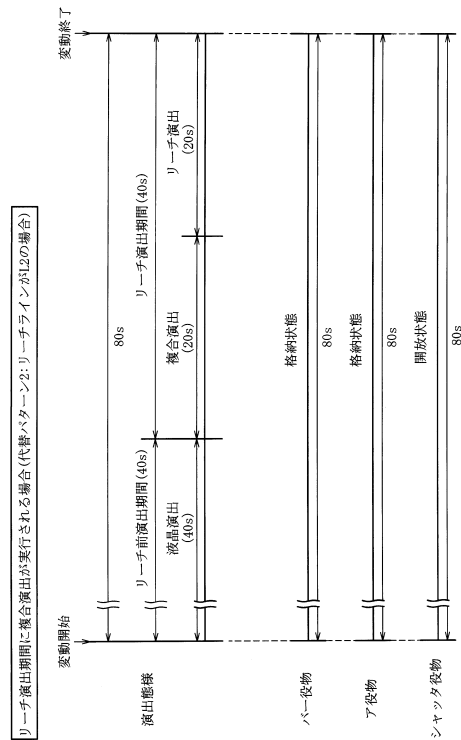 リーチ演出期間に複合演出が実行される場合(代替パターン2:リーチラインがL2の場合)
変動開始
変動終了
80s
リーチ前演出期間(40s)
リーチ演出期間(40s)
演出態様
液晶演出
(40s)
複合演出
(20s)
リーチ演出
(20s)
バー役物
格納状態
80s
ア役物
格納状態
80s
シャッタ役物
開放状態
80s